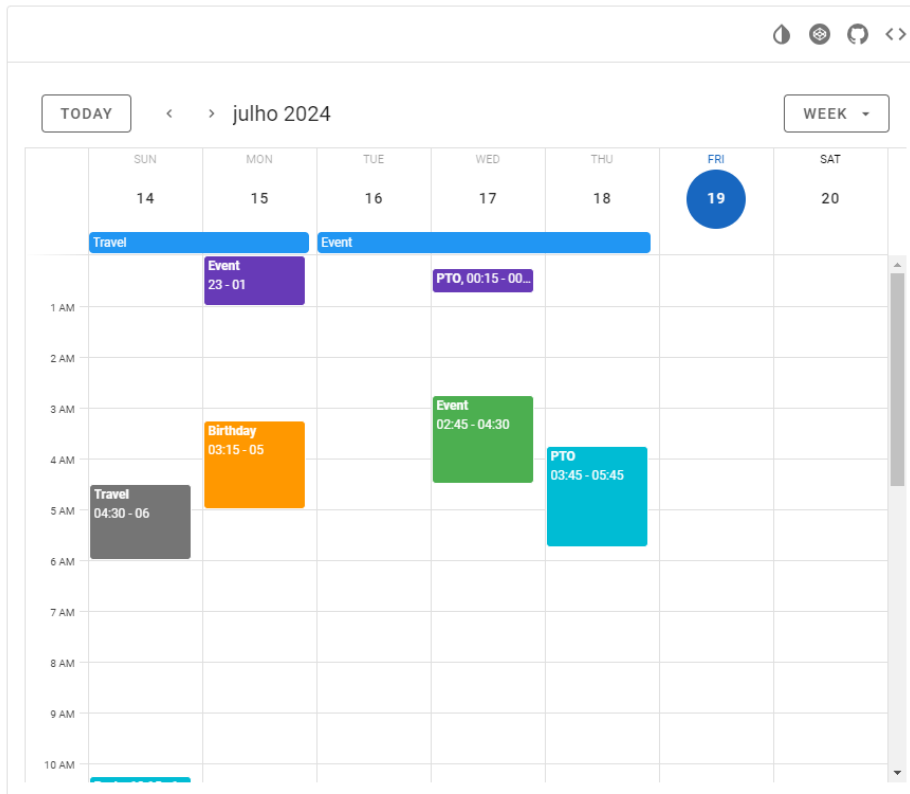 TODAY
julho 2024
WEEK
SUN MON TUE WED THU FRI SAT
14 15 16 17 18 19 20
Travel Event
Event
23 - 01
PTO, 00:15 - 00...
1 AM
2 AM
3 AM
Event
02:45 - 04:30
Birthday
03:15 - 05
4 AM
PTO
03:45 - 05:45
Travel
04:30 - 06
5 AM
6 AM
7 AM
8 AM
9 AM
10 AM